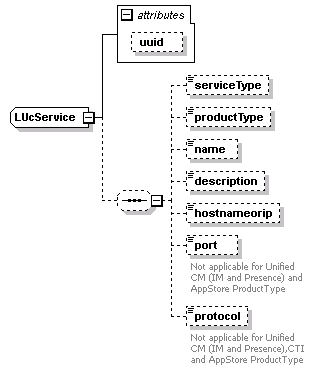 attributes
uuid
LUcService
serviceType
productType
name
description
hostnameorip
port
Not applicable for Unified
CM (IM and Presence) and
AppStore ProductType
protocol
Not applicable for Unified
CM (IM and Presence),CTI
and AppStore ProductType